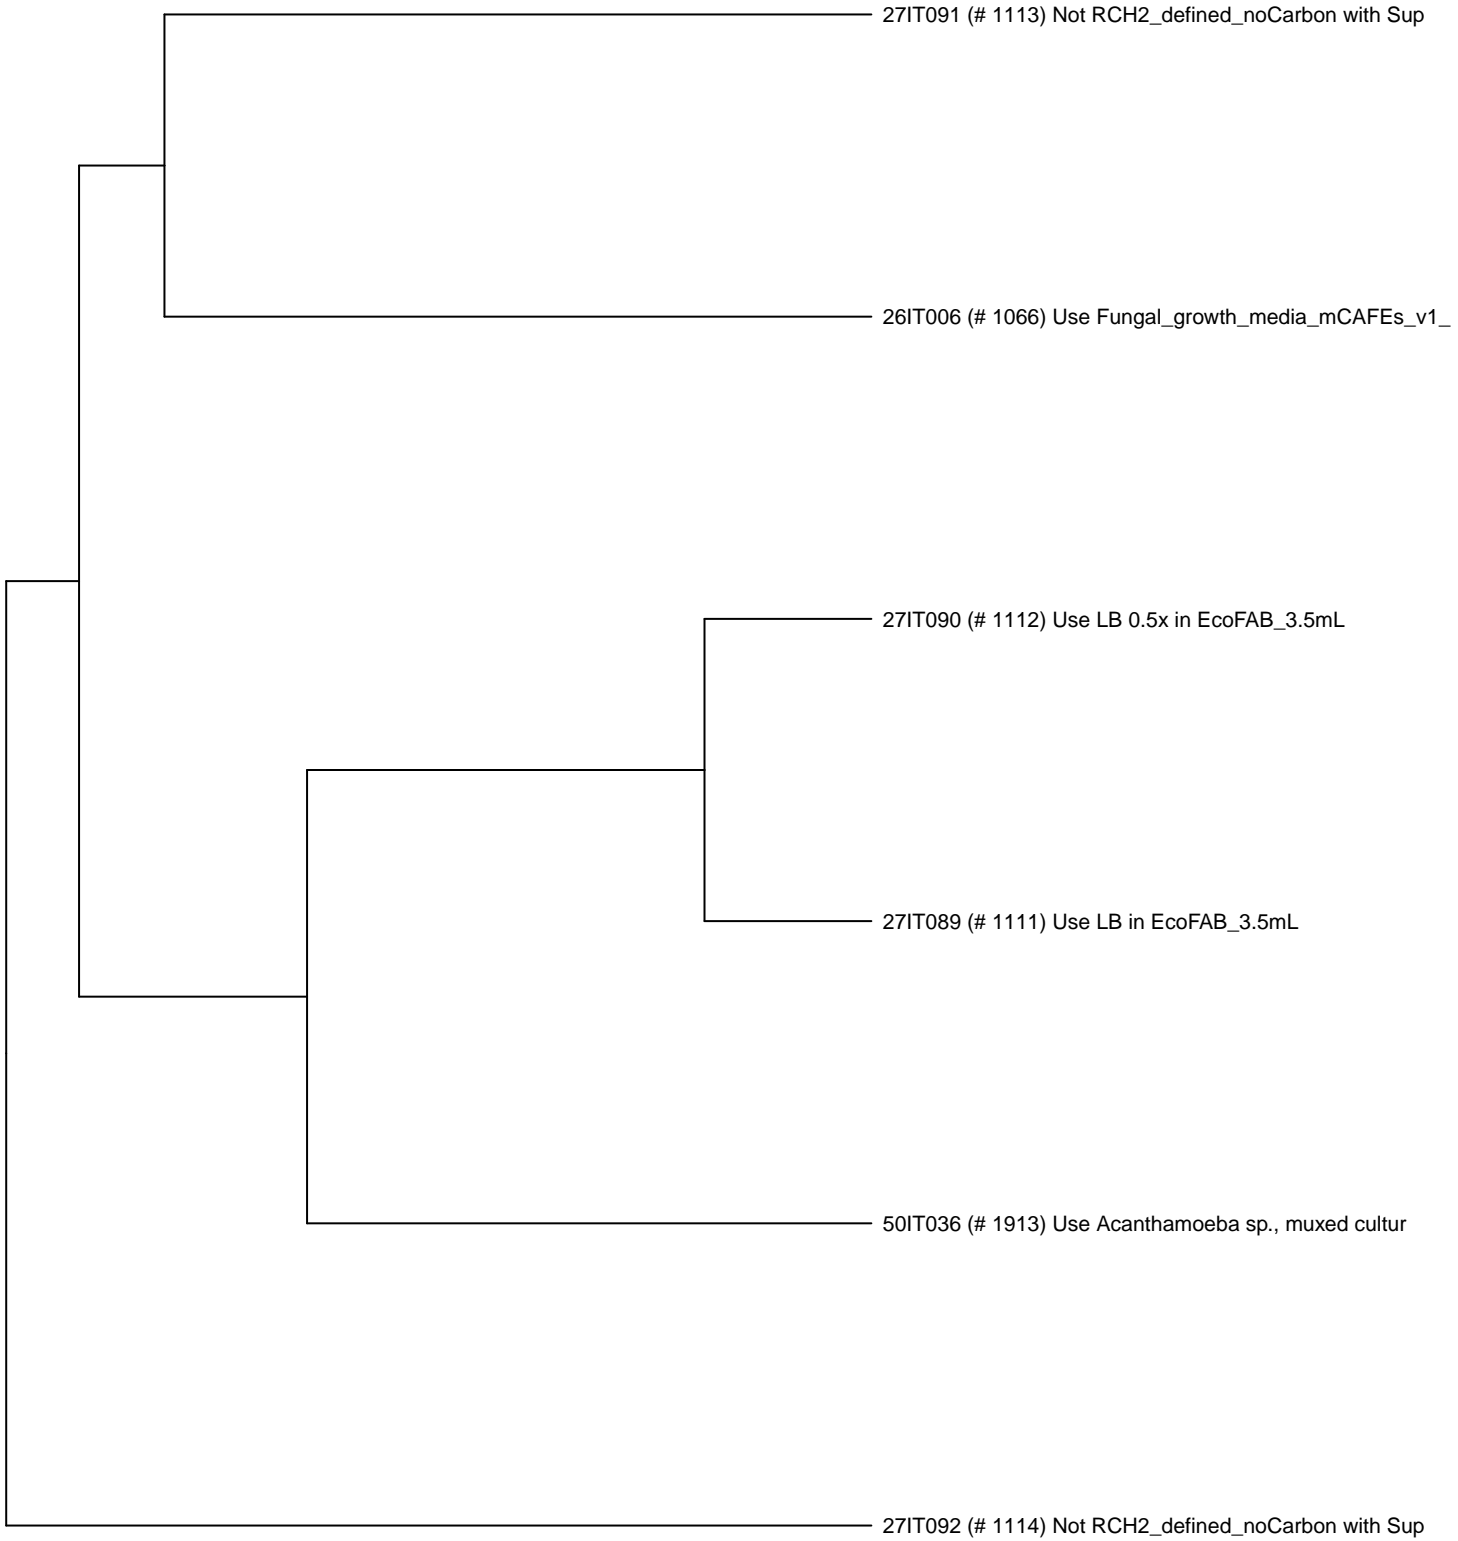 27IT091 (# 1113) Not RCH2_defined_noCarbon with Sup
26IT006 (# 1066) Use Fungal_growth_media_mCAFEs_v1_
27IT090 (# 1112) Use LB 0.5x in EcoFAB_3.5mL
27IT089 (# 1111) Use LB in EcoFAB_3.5mL
50IT036 (# 1913) Use Acanthamoeba sp., muxed cultur
27IT092 (# 1114) Not RCH2_defined_noCarbon with Sup